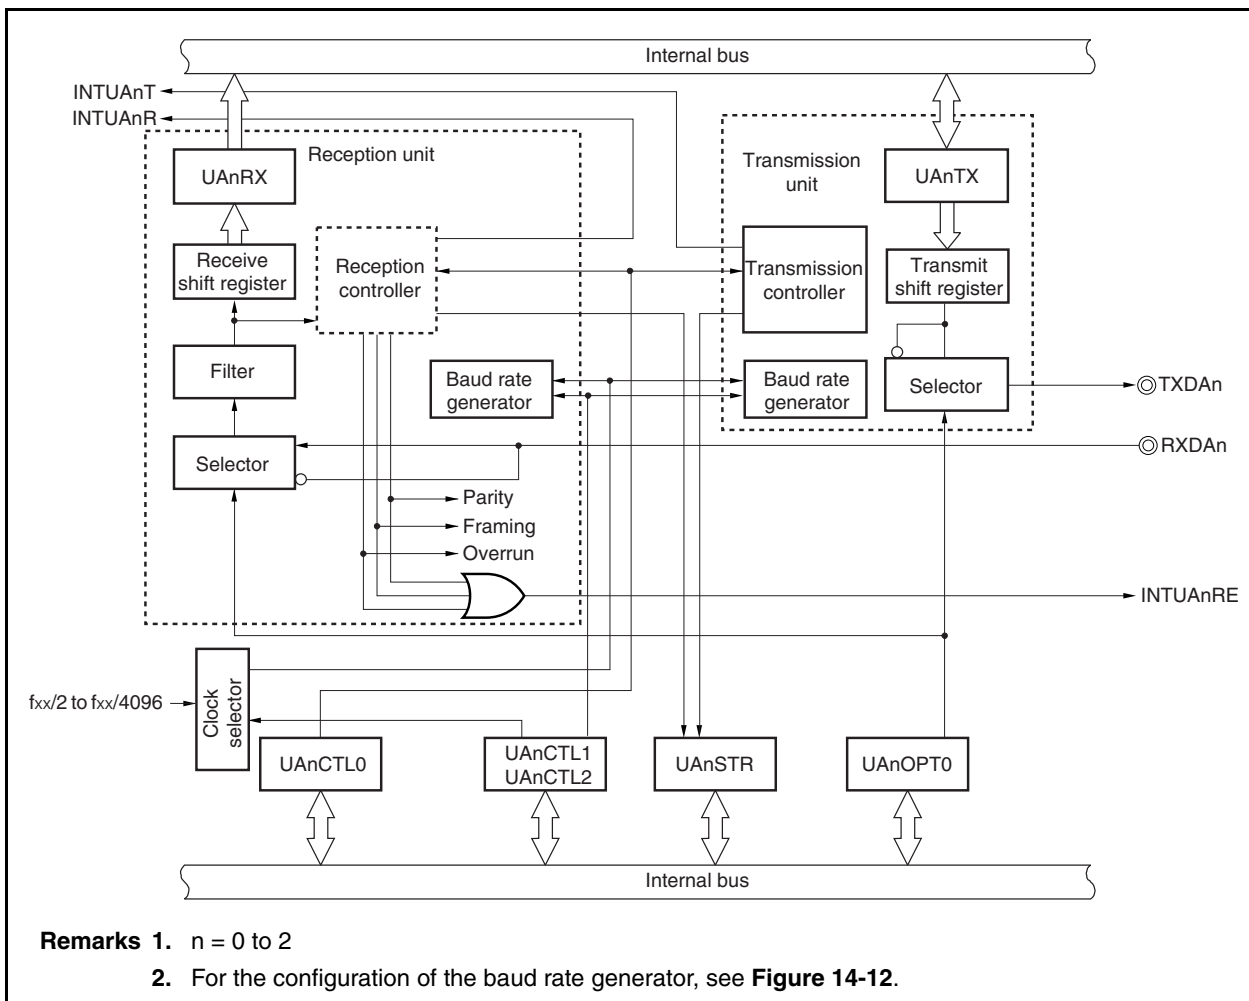 Internal bus
INTUAnT
INTUAnR
Reception unit
UAnRX
Transmission
unit
UAnTX
Receive
shift register
Reception
controller
Transmission
controller
Transmit
shift register
Filter
Baud rate
generator
Baud rate
generator
Selector
TXDAn
Selector
RXDAn
Parity
Framing
Overrun
INTUAnRE
fxx/2 to fxx/4096
Clock
selector
UAnCTL0
UAnCTL1
UAnCTL2
UAnSTR
UAnOPT0
Internal bus
Remarks 1. n = 0 to 2
2. For the configuration of the baud rate generator, see Figure 14-12.